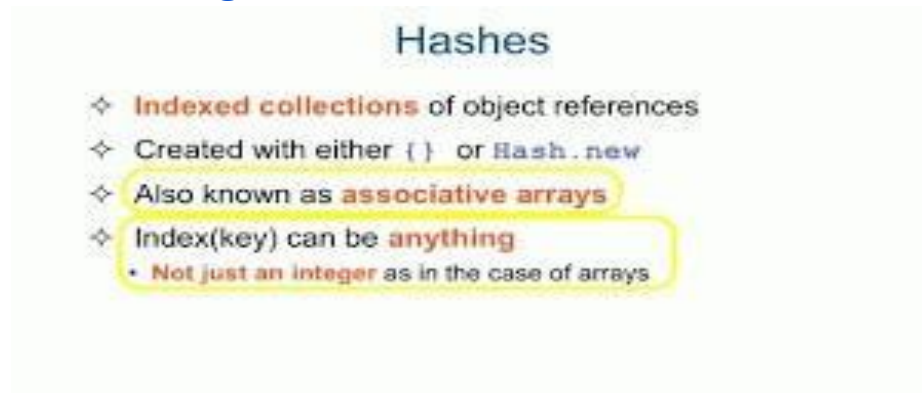 Hashes
✧ Indexed collections of object references
✧ Created with either {} or Hash.new
✧ Also known as associative arrays
✧ Index(key) can be anything
• Not just an integer as in the case of arrays